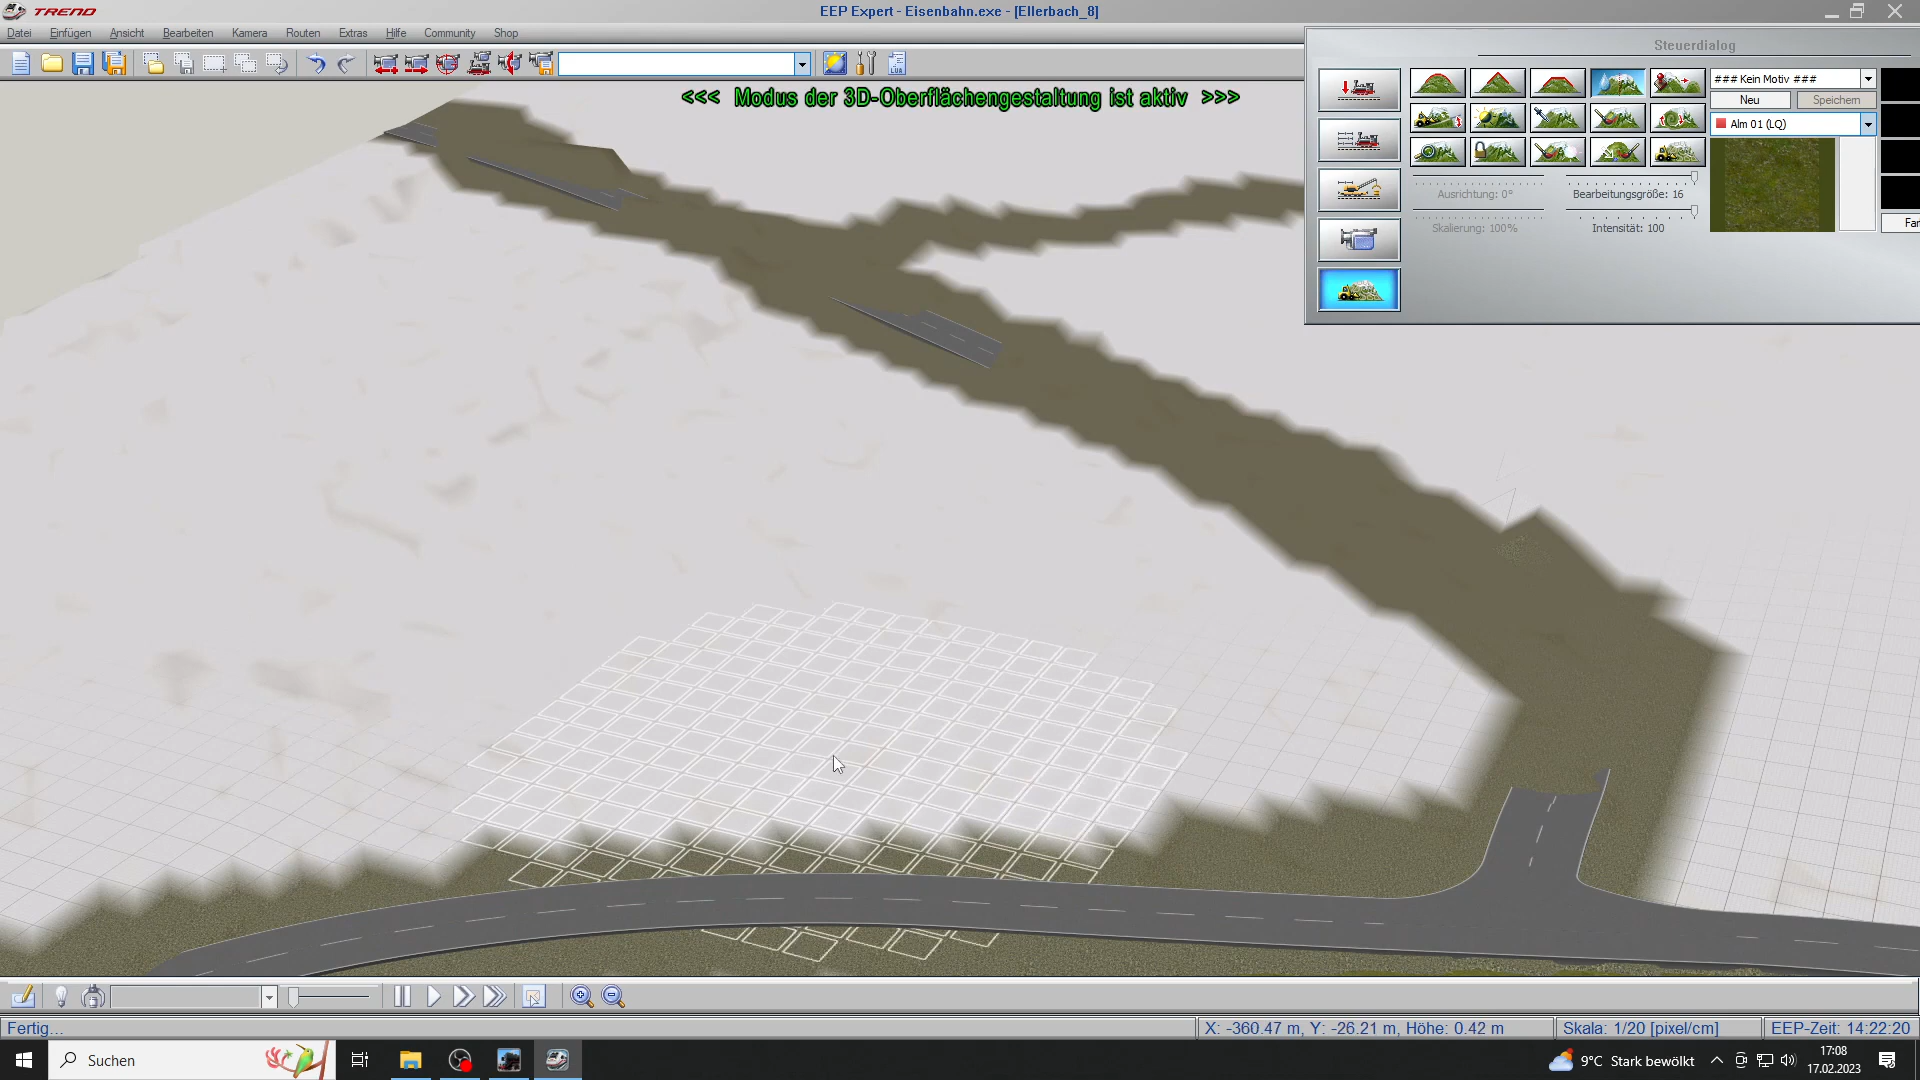 TREND
EEP Expert - Eisenbahn.exe - [Ellerbach_8]
Datei Einfügen Ansicht Bearbeiten Kamera Routen Extras Hilfe Community Shop
Steuerdialog
<<< Modus der 3D-Oberflächengestaltung ist aktiv >>>
### Kein Motiv ###
Neu Speichern
Alm 01 (LQ)
Ausrichtung: 0° Bearbeitungsgröße: 16
Skalierung: 100% Intensität: 100
Far
Fertig...
X: -360.47 m, Y: -26.21 m, Höhe: 0.42 m
Skala: 1/20 [pixel/cm]
EEP-Zeit: 14:22:20
Suchen
9°C Stark bewölkt
17:08
17.02.2023